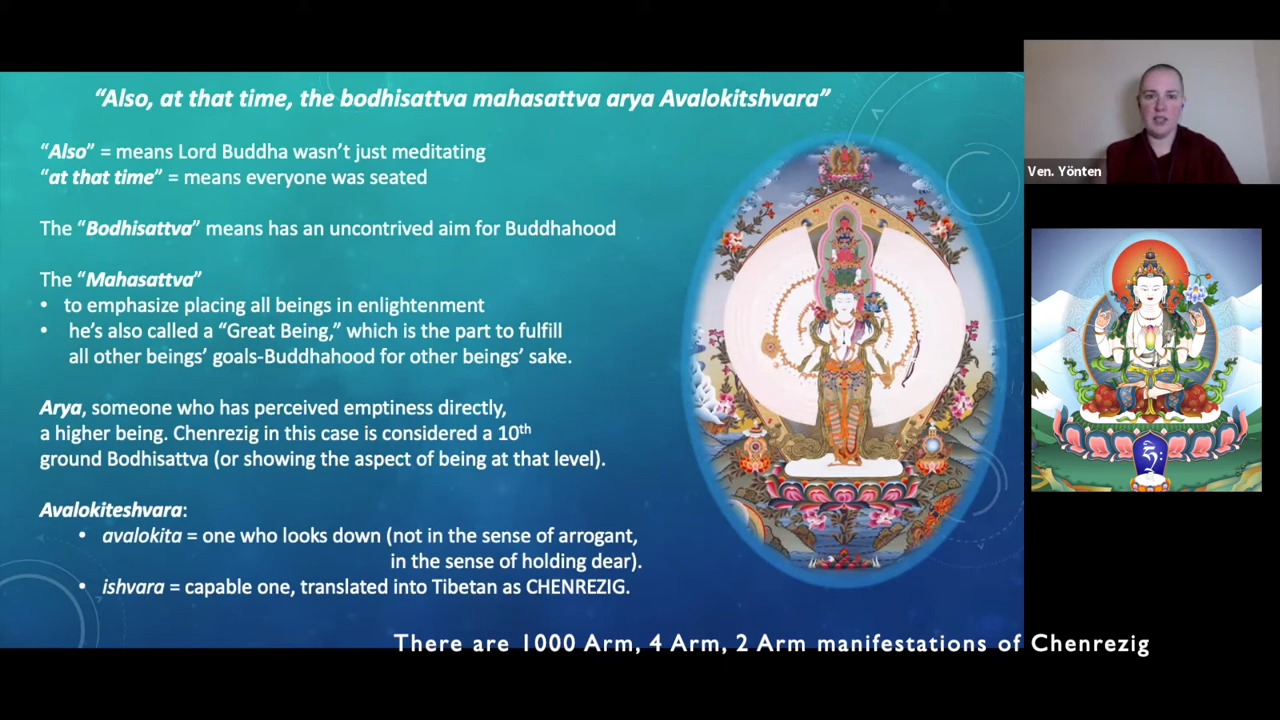 “Also, at that time, the bodhisattva mahasattva arya Avalokitshvara”
“Also” = means Lord Buddha wasn’t just meditating
“at that time” = means everyone was seated
The “Bodhisattva” means has an uncontrived aim for Buddhahood
The “Mahasattva”
• to emphasize placing all beings in enlightenment
• he’s also called a “Great Being,” which is the part to fulfill
all other beings’ goals-Buddhahood for other beings’ sake.
Arya, someone who has perceived emptiness directly,
a higher being. Chenrezig in this case is considered a 10th
ground Bodhisattva (or showing the aspect of being at that level).
Avalokiteshvara:
• avalokita = one who looks down (not in the sense of arrogant,
in the sense of holding dear).
• ishvara = capable one, translated into Tibetan as CHENREZIG.
Ven. Yönten
ཧྲཱིཿ
There are 1000 Arm, 4 Arm, 2 Arm manifestations of Chenrezig